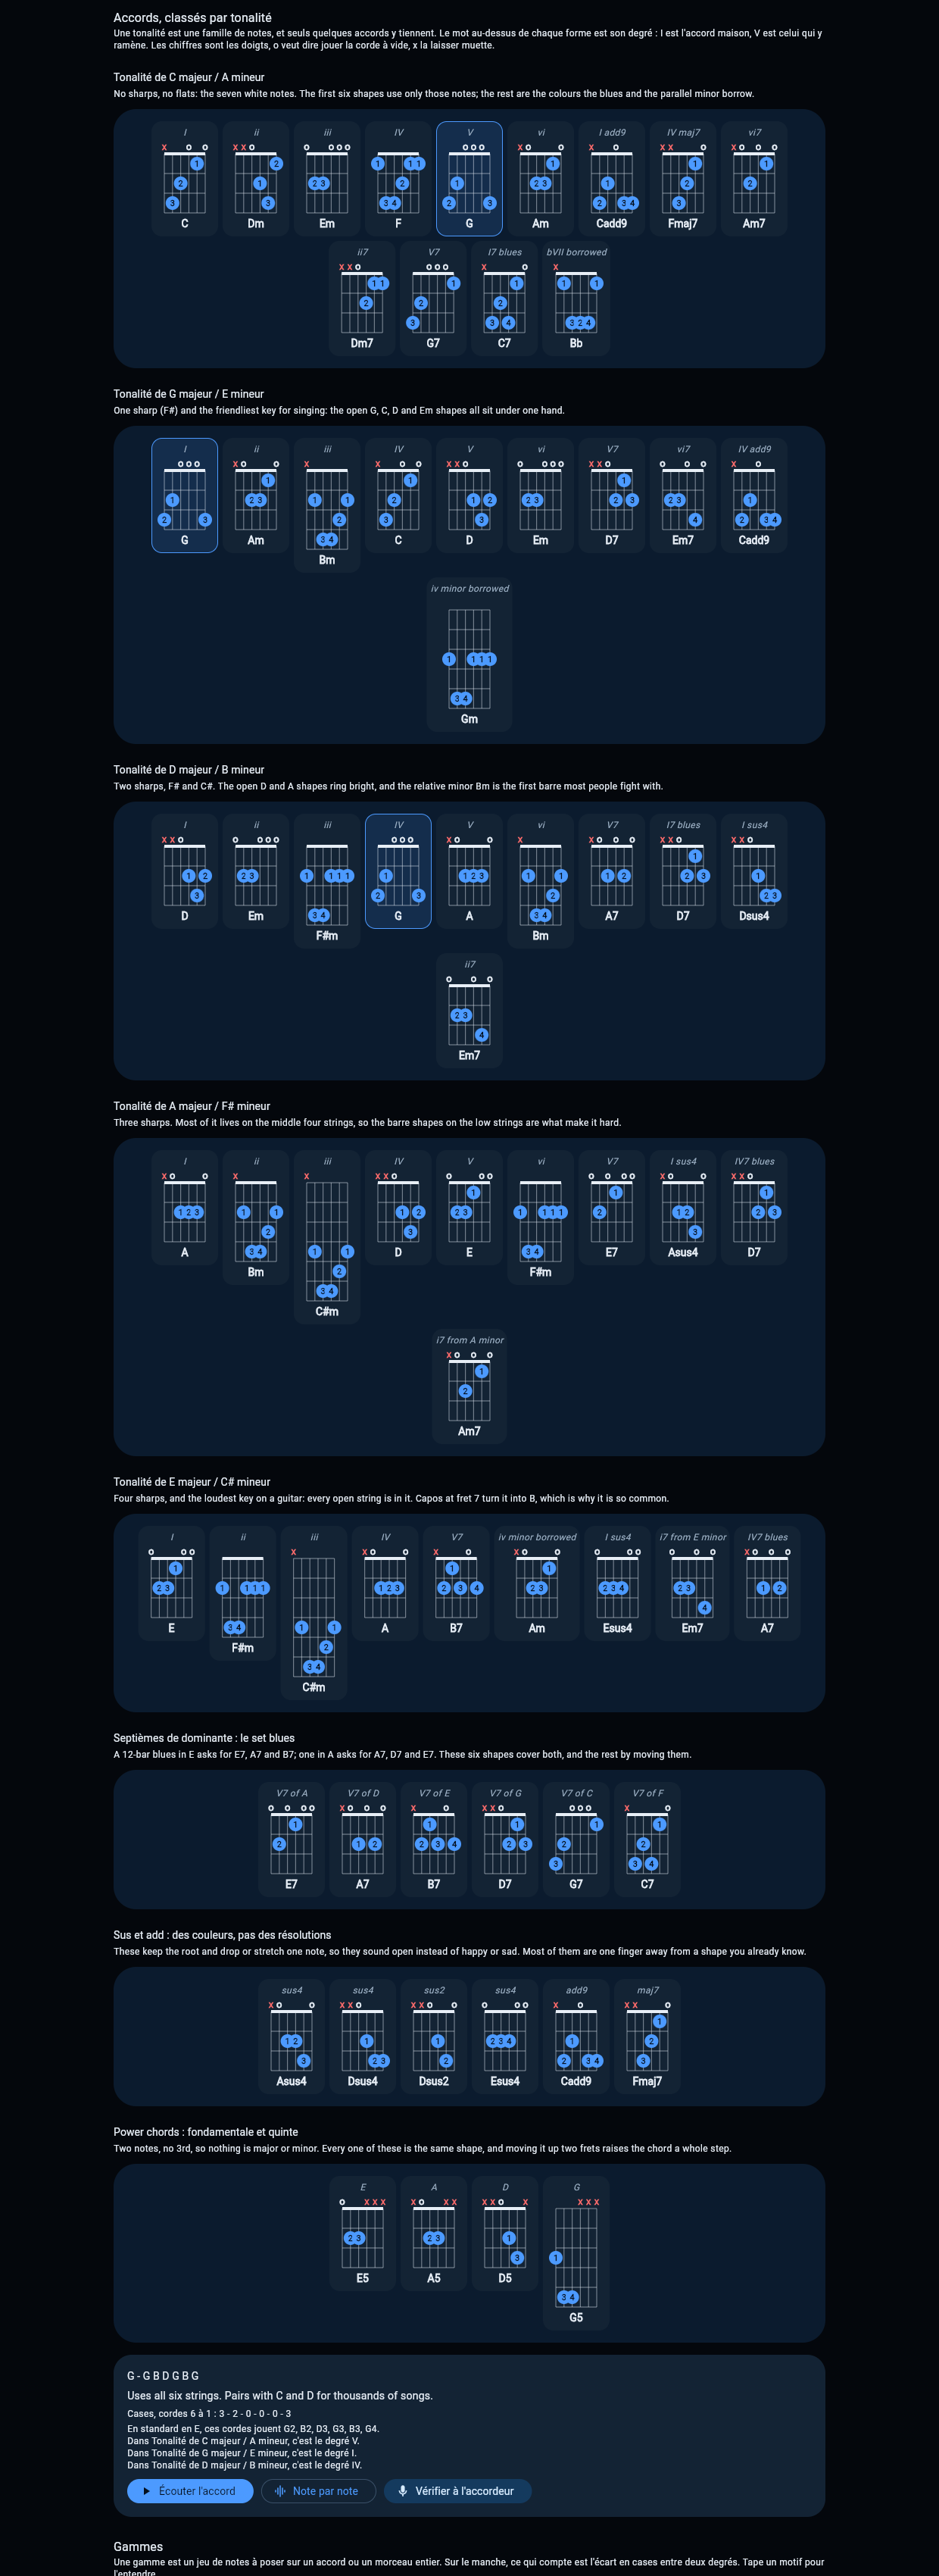 Accords, classés par tonalité
Une tonalité est une famille de notes, et seuls quelques accords y tiennent. Le mot au-dessus de chaque forme est son degré : I est l'accord maison, V est celui qui y
ramène. Les chiffres sont les doigts, o veut dire jouer la corde à vide, x la laisser muette.
Tonalité de C majeur / A mineur
No sharps, no flats: the seven white notes. The first six shapes use only those notes; the rest are the colours the blues and the parallel minor borrow.
I ii iii IV V vi I add9 IV maj7 vi7
C Dm Em F G Am Cadd9 Fmaj7 Am7
ii7 V7 I7 blues bVII borrowed
Dm7 G7 C7 Bb
Tonalité de G majeur / E mineur
One sharp (F#) and the friendliest key for singing: the open G, C, D and Em shapes all sit under one hand.
I ii iii IV V vi V7 vi7 IV add9
G Am Bm C D Em D7 Em7 Cadd9
iv minor borrowed
Gm
Tonalité de D majeur / B mineur
Two sharps, F# and C#. The open D and A shapes ring bright, and the relative minor Bm is the first barre most people fight with.
I ii iii IV V vi V7 I7 blues I sus4
D Em F#m G A Bm A7 D7 Dsus4
ii7
Em7
Tonalité de A majeur / F# mineur
Three sharps. Most of it lives on the middle four strings, so the barre shapes on the low strings are what make it hard.
I ii iii IV V vi V7 I sus4 IV7 blues
A Bm C#m D E F#m E7 Asus4 D7
i7 from A minor
Am7
Tonalité de E majeur / C# mineur
Four sharps, and the loudest key on a guitar: every open string is in it. Capos at fret 7 turn it into B, which is why it is so common.
I ii iii IV V7 iv minor borrowed I sus4 i7 from E minor IV7 blues
E F#m C#m A B7 Am Esus4 Em7 A7
Septièmes de dominante : le set blues
A 12-bar blues in E asks for E7, A7 and B7; one in A asks for A7, D7 and E7. These six shapes cover both, and the rest by moving them.
V7 of A V7 of D V7 of E V7 of G V7 of C V7 of F
E7 A7 B7 D7 G7 C7
Sus et add : des couleurs, pas des résolutions
These keep the root and drop or stretch one note, so they sound open instead of happy or sad. Most of them are one finger away from a shape you already know.
sus4 sus4 sus2 sus4 add9 maj7
Asus4 Dsus4 Dsus2 Esus4 Cadd9 Fmaj7
Power chords : fondamentale et quinte
Two notes, no 3rd, so nothing is major or minor. Every one of these is the same shape, and moving it up two frets raises the chord a whole step.
E A D G
E5 A5 D5 G5
G - G B D G B G
Uses all six strings. Pairs with C and D for thousands of songs.
Cases, cordes 6 à 1 : 3 - 2 - 0 - 0 - 0 - 3
En standard en E, ces cordes jouent G2, B2, D3, G3, B3, G4.
Dans Tonalité de C majeur / A mineur, c'est le degré V.
Dans Tonalité de G majeur / E mineur, c'est le degré I.
Dans Tonalité de D majeur / B mineur, c'est le degré IV.
Écouter l'accord Note par note Vérifier à l'accordeur
Gammes
Une gamme est un jeu de notes à poser sur un accord ou un morceau entier. Sur le manche, ce qui compte est l'écart en cases entre deux degrés. Tape un motif pour
l'entendre.